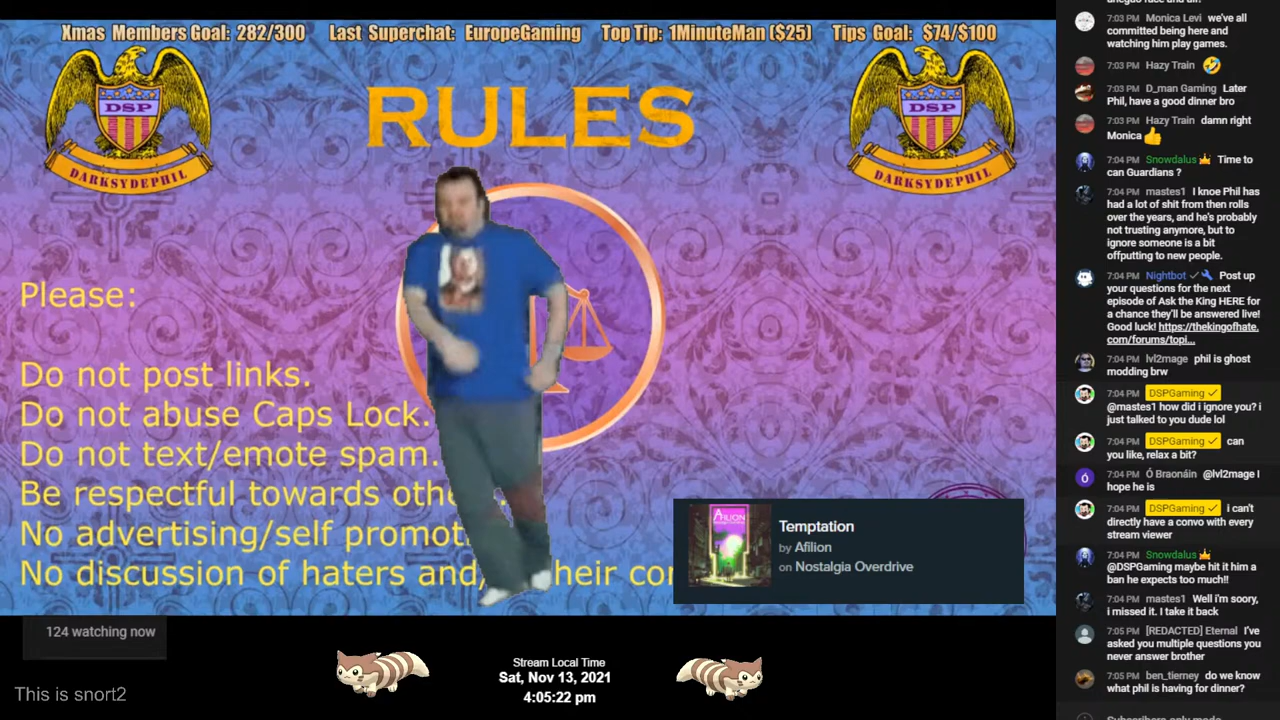 Xmas Members Goal: 282/300 Last Superchat: EuropeGaming Top Tip: 1MinuteMan ($25) Tips Goal: $74/$100
DSP
DARKSYDEPHIL
RULES
DSP
DARKSYDEPHIL
Please:
Do not post links.
Do not abuse Caps Lock.
Do not text/emote spam.
Be respectful towards
No advertising/self
No discussion of haters
Temptation
by Afilion
on Nostalgia Overdrive
AFILION
124 watching now
This is snort2
Stream Local Time
Sat, Nov 13, 2021
4:05:22 pm
7:03 PM Monica Levi we've all
committed being here and
watching him play games.
7:03 PM Hazy Train 🤣
7:03 PM D_man Gaming Later
Phil, have a good dinner bro
7:03 PM Hazy Train damn right
Monica 👍
7:04 PM Snowdalus Time to
can Guardians ?
7:04 PM mastes1 I knoe Phil has
had a lot of shit from then rolls
over the years, and he's probably
not trusting anymore, but to
ignore someone is a bit
offputting to new people.
7:04 PM Nightbot Post up
your questions for the next
episode of Ask the King HERE for
a chance they'll be answered live!
Good luck! https://thekingofhate.
com/forums/topi...
7:04 PM lvl2mage phil is ghost
modding brw
7:04 PM DSPGaming
@mastes1 how did i ignore you? i
just talked to you dude lol
7:04 PM DSPGaming can
you like, relax a bit?
7:04 PM Ó Braonáin @lvl2mage I
hope he is
7:04 PM DSPGaming i can't
directly have a convo with every
stream viewer
7:04 PM Snowdalus
@DSPGaming maybe hit it him a
ban he expects too much!!
7:04 PM mastes1 Well i'm soory,
i missed it. I take it back
7:05 PM [REDACTED] Eternal I've
asked you multiple questions you
never answer brother
7:05 PM ben_tierney do we know
what phil is having for dinner?